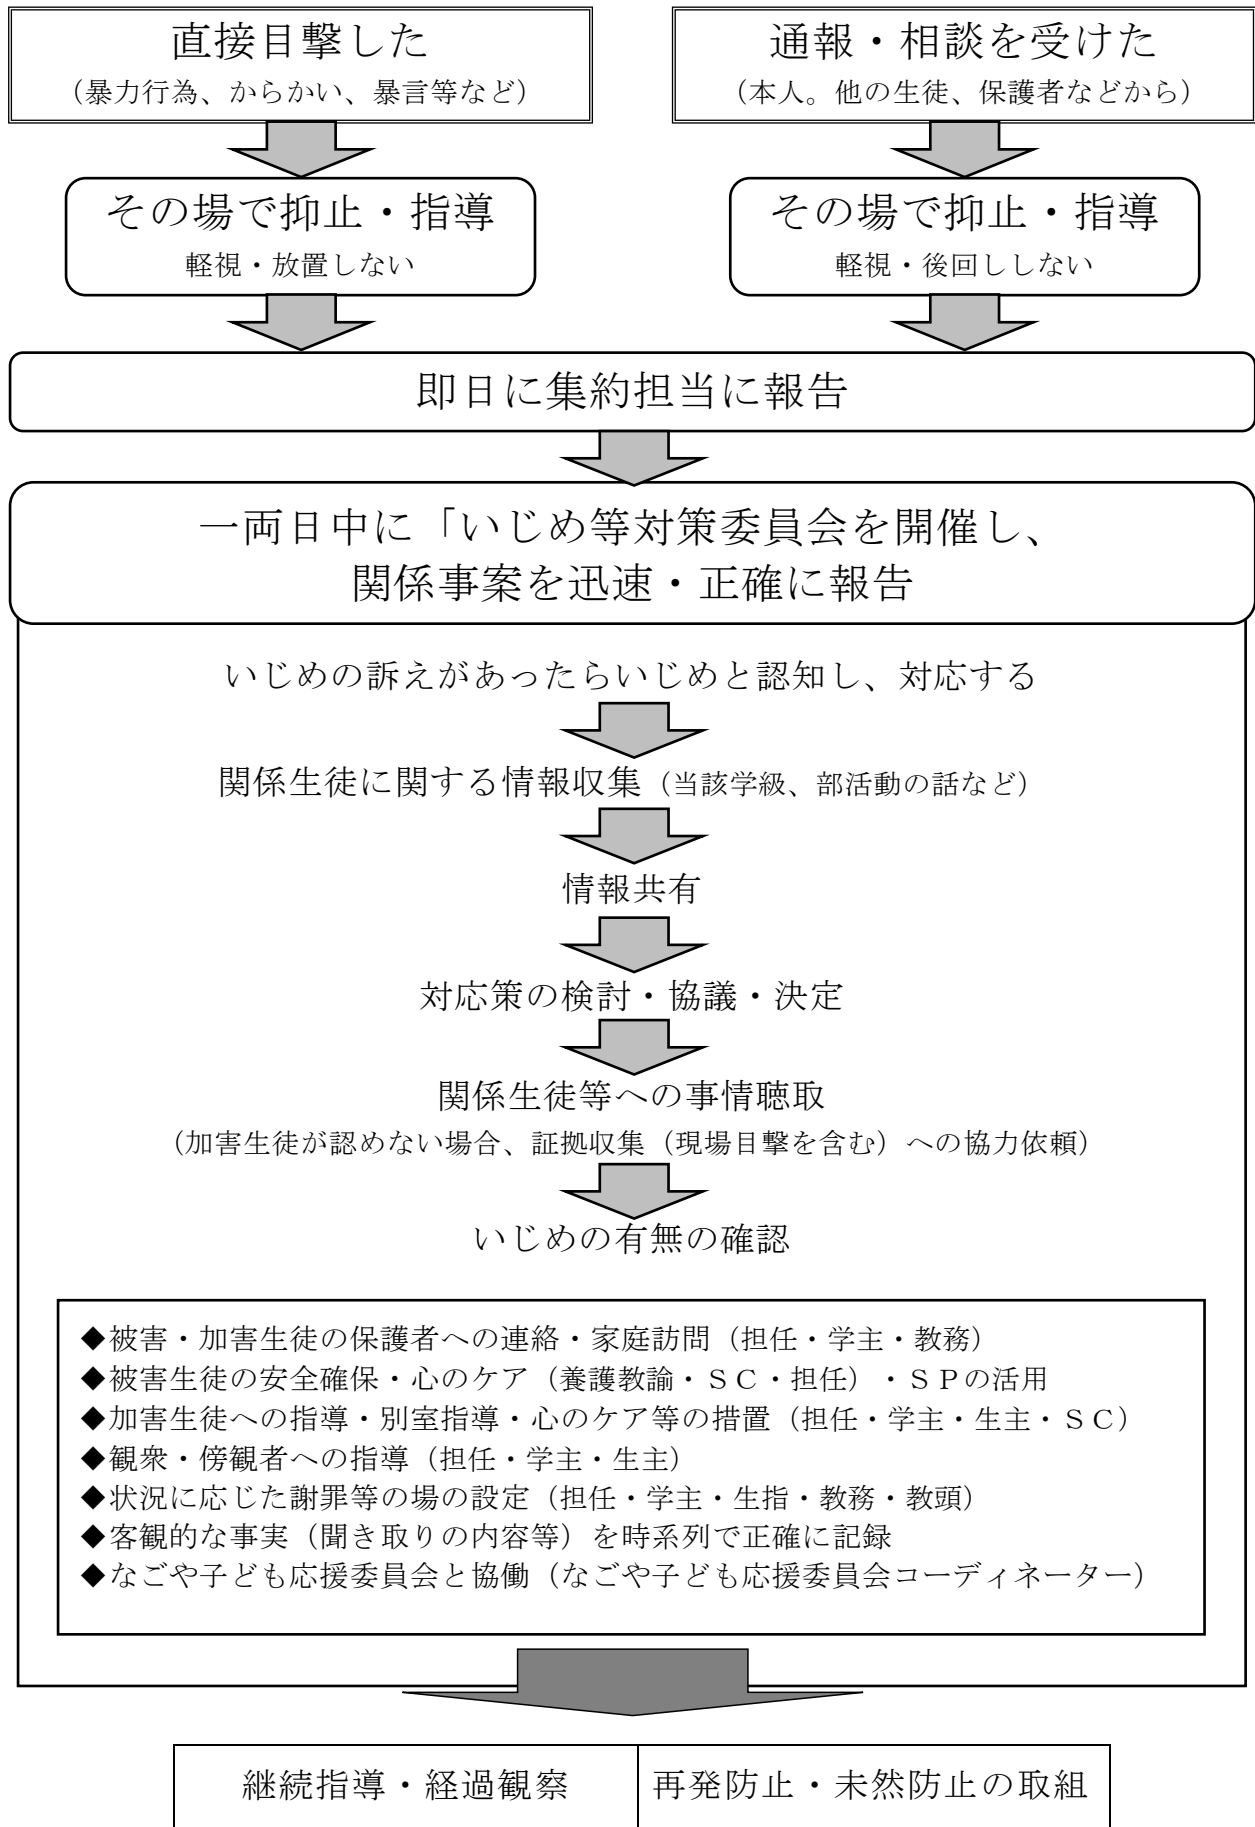 直接目撃した
（暴力行為、からかい、暴言等など）
通報・相談を受けた
（本人。他の生徒、保護者などから）
その場で抑止・指導
軽視・放置しない
その場で抑止・指導
軽視・後回ししない
即日に集約担当に報告
一両日中に「いじめ等対策委員会を開催し、
関係事案を迅速・正確に報告
いじめの訴えがあったらいじめと認知し、対応する
関係生徒に関する情報収集（当該学級、部活動の話など）
情報共有
対応策の検討・協議・決定
関係生徒等への事情聴取
（加害生徒が認めない場合、証拠収集（現場目撃を含む）への協力依頼）
いじめの有無の確認
◆被害・加害生徒の保護者への連絡・家庭訪問（担任・学主・教務）
◆被害生徒の安全確保・心のケア（養護教諭・ＳＣ・担任）・ＳＰの活用
◆加害生徒への指導・別室指導・心のケア等の措置（担任・学主・生主・ＳＣ）
◆観衆・傍観者への指導（担任・学主・生主）
◆状況に応じた謝罪等の場の設定（担任・学主・生指・教務・教頭）
◆客観的な事実（聞き取りの内容等）を時系列で正確に記録
◆なごや子ども応援委員会と協働（なごや子ども応援委員会コーディネーター）
継続指導・経過観察
再発防止・未然防止の取組